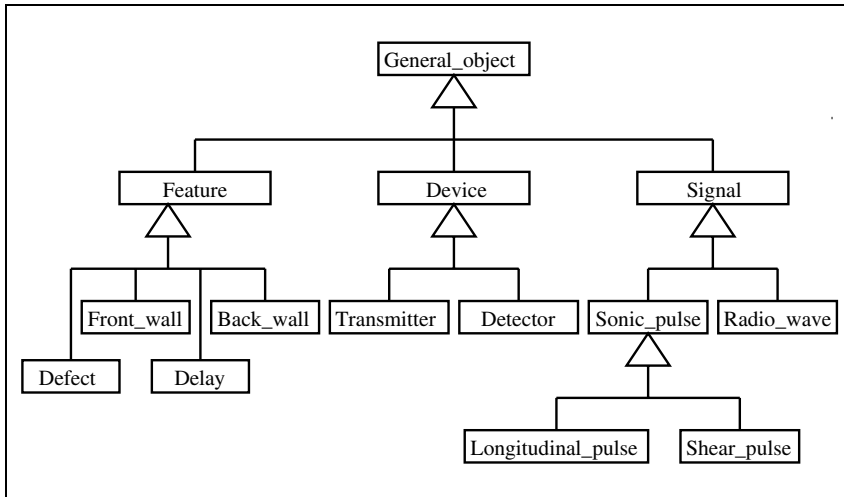 General_object
Feature
Device
Signal
Front_wall
Back_wall
Transmitter
Detector
Sonic_pulse
Radio_wave
Defect
Delay
Longitudinal_pulse
Shear_pulse